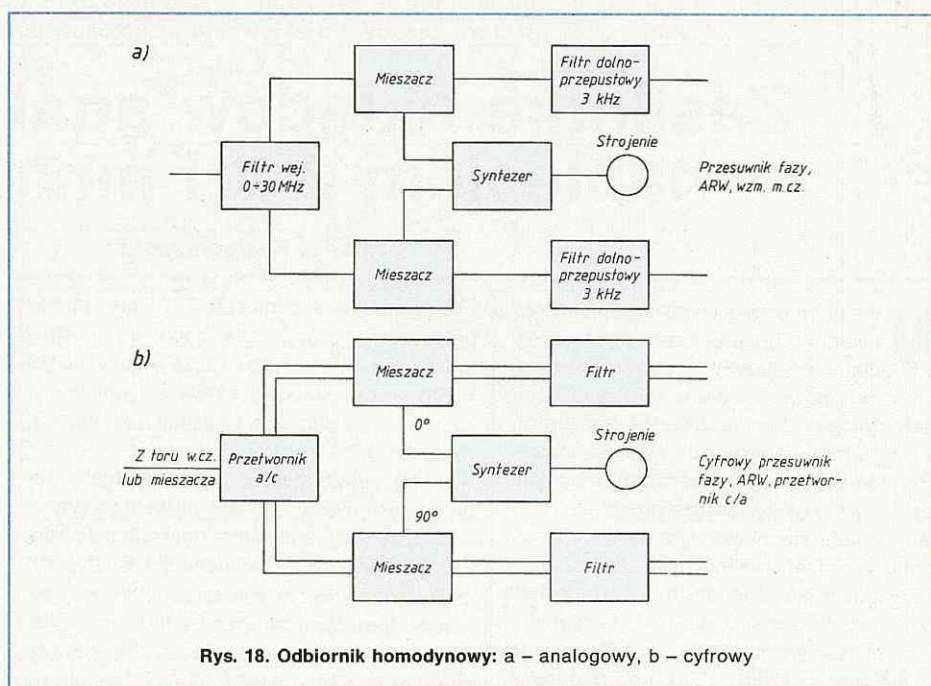 a)
Mieszacz
Filtr dolno-
przepustowy
3 kHz
Filtr wej.
0÷30 MHz
Syntezer
Strojenie
Przesuwnik fazy,
ARW, wzm. m.cz.
Mieszacz
Filtr dolno-
przepustowy
3 kHz
b)
Mieszacz
Filtr
0°
Z toru w.cz.
lub mieszacza
Przetwornik
a/c
Syntezer
Strojenie
Cyfrowy przesuwnik
fazy, ARW, przetwor-
nik c/a
90°
Mieszacz
Filtr
Rys. 18. Odbiornik homodynowy: a – analogowy, b – cyfrowy